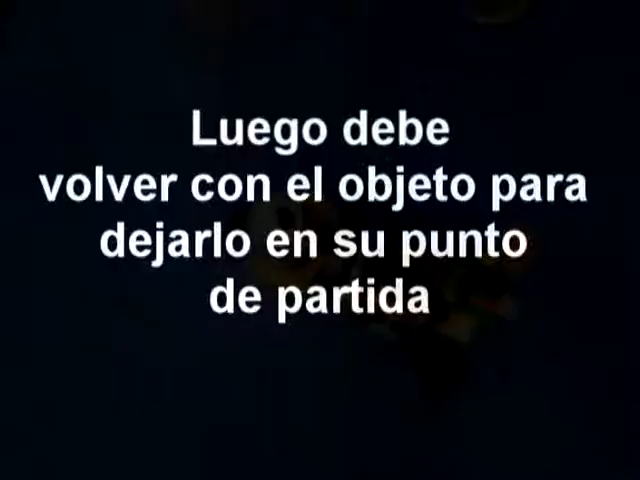 Luego debe
volver con el objeto para
dejarlo en su punto
de partida